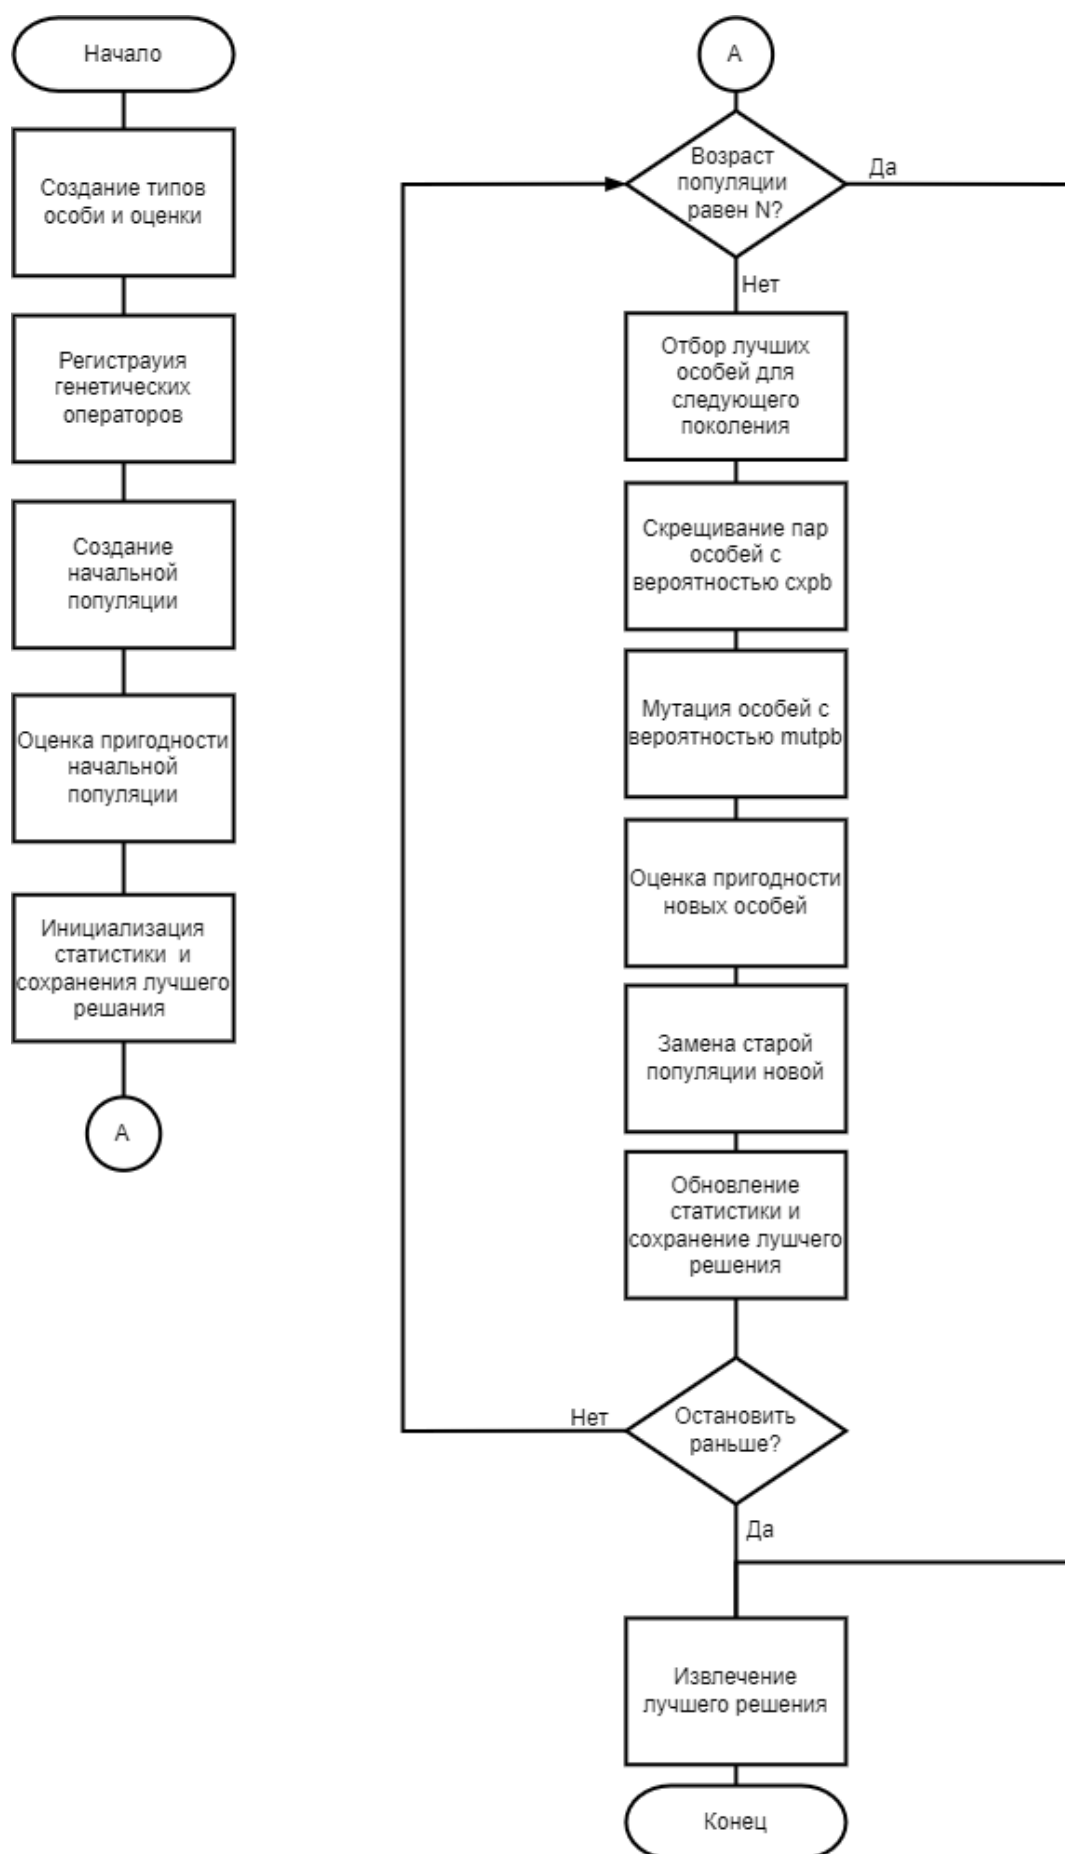 Начало
Создание типов
особи и оценки
Регистрауия
генетических
операторов
Создание
начальной
популяции
Оценка пригодности
начальной
популяции
Инициализация
статистики и
сохранения лучшего
решания
А
А
Возраст
популяции
равен N?
Да
Нет
Отбор лучших
особей для
следующего
поколения
Скрещивание пар
особей с
вероятностью cxpb
Мутация особей с
вероятностью mutpb
Оценка пригодности
новых особей
Замена старой
популяции новой
Обновление
статистики и
сохранение лушчего
решения
Остановить
раньше?
Нет
Да
Извлечение
лучшего решения
Конец